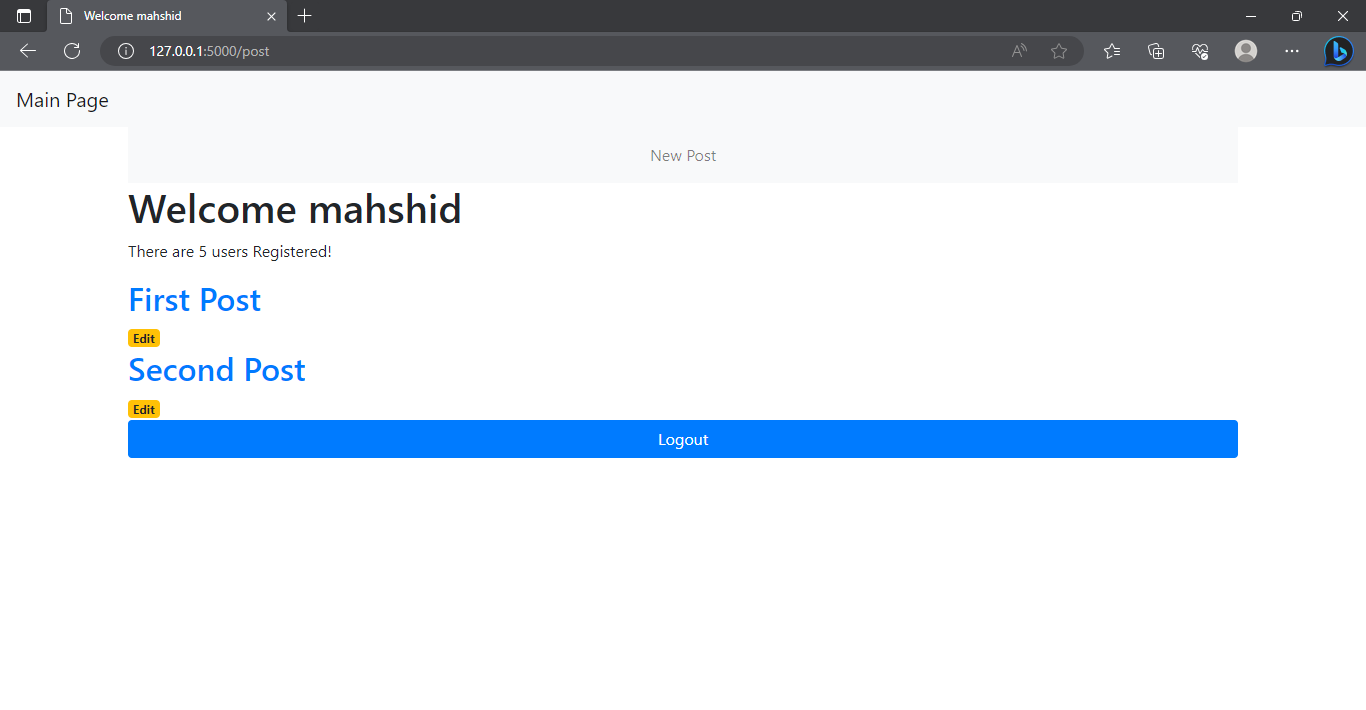 Welcome mahshid
127.0.0.1:5000/post
Main Page
New Post
Welcome mahshid
There are 5 users Registered!
First Post
Edit
Second Post
Edit
Logout